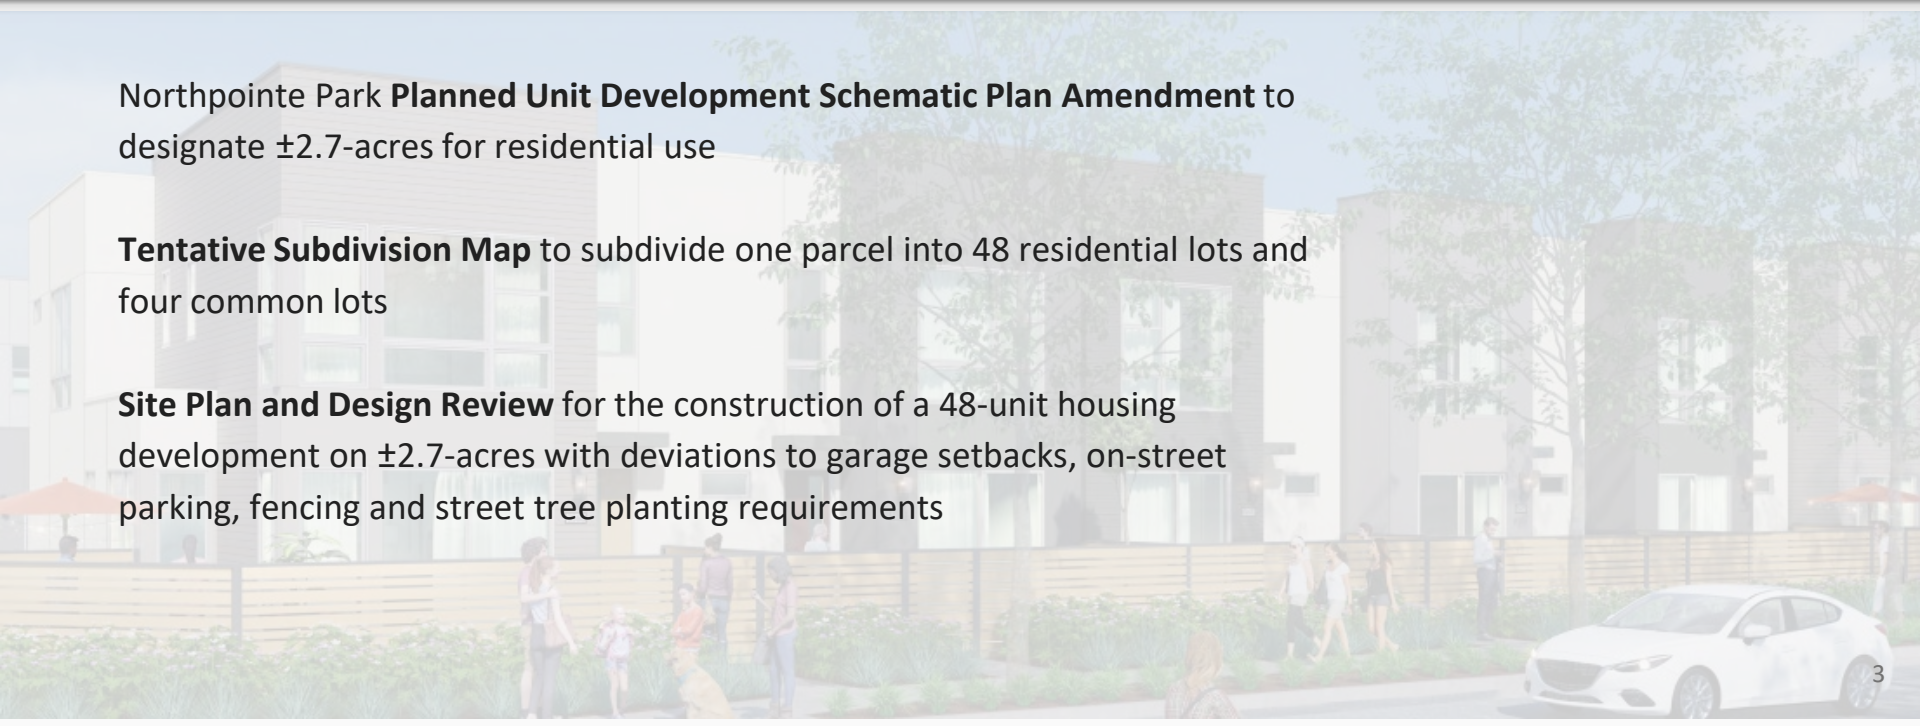 Northpointe Park Planned Unit Development Schematic Plan Amendment to
designate ±2.7-acres for residential use
Tentative Subdivision Map to subdivide one parcel into 48 residential lots and
four common lots
Site Plan and Design Review for the construction of a 48-unit housing
development on ±2.7-acres with deviations to garage setbacks, on-street
parking, fencing and street tree planting requirements
3